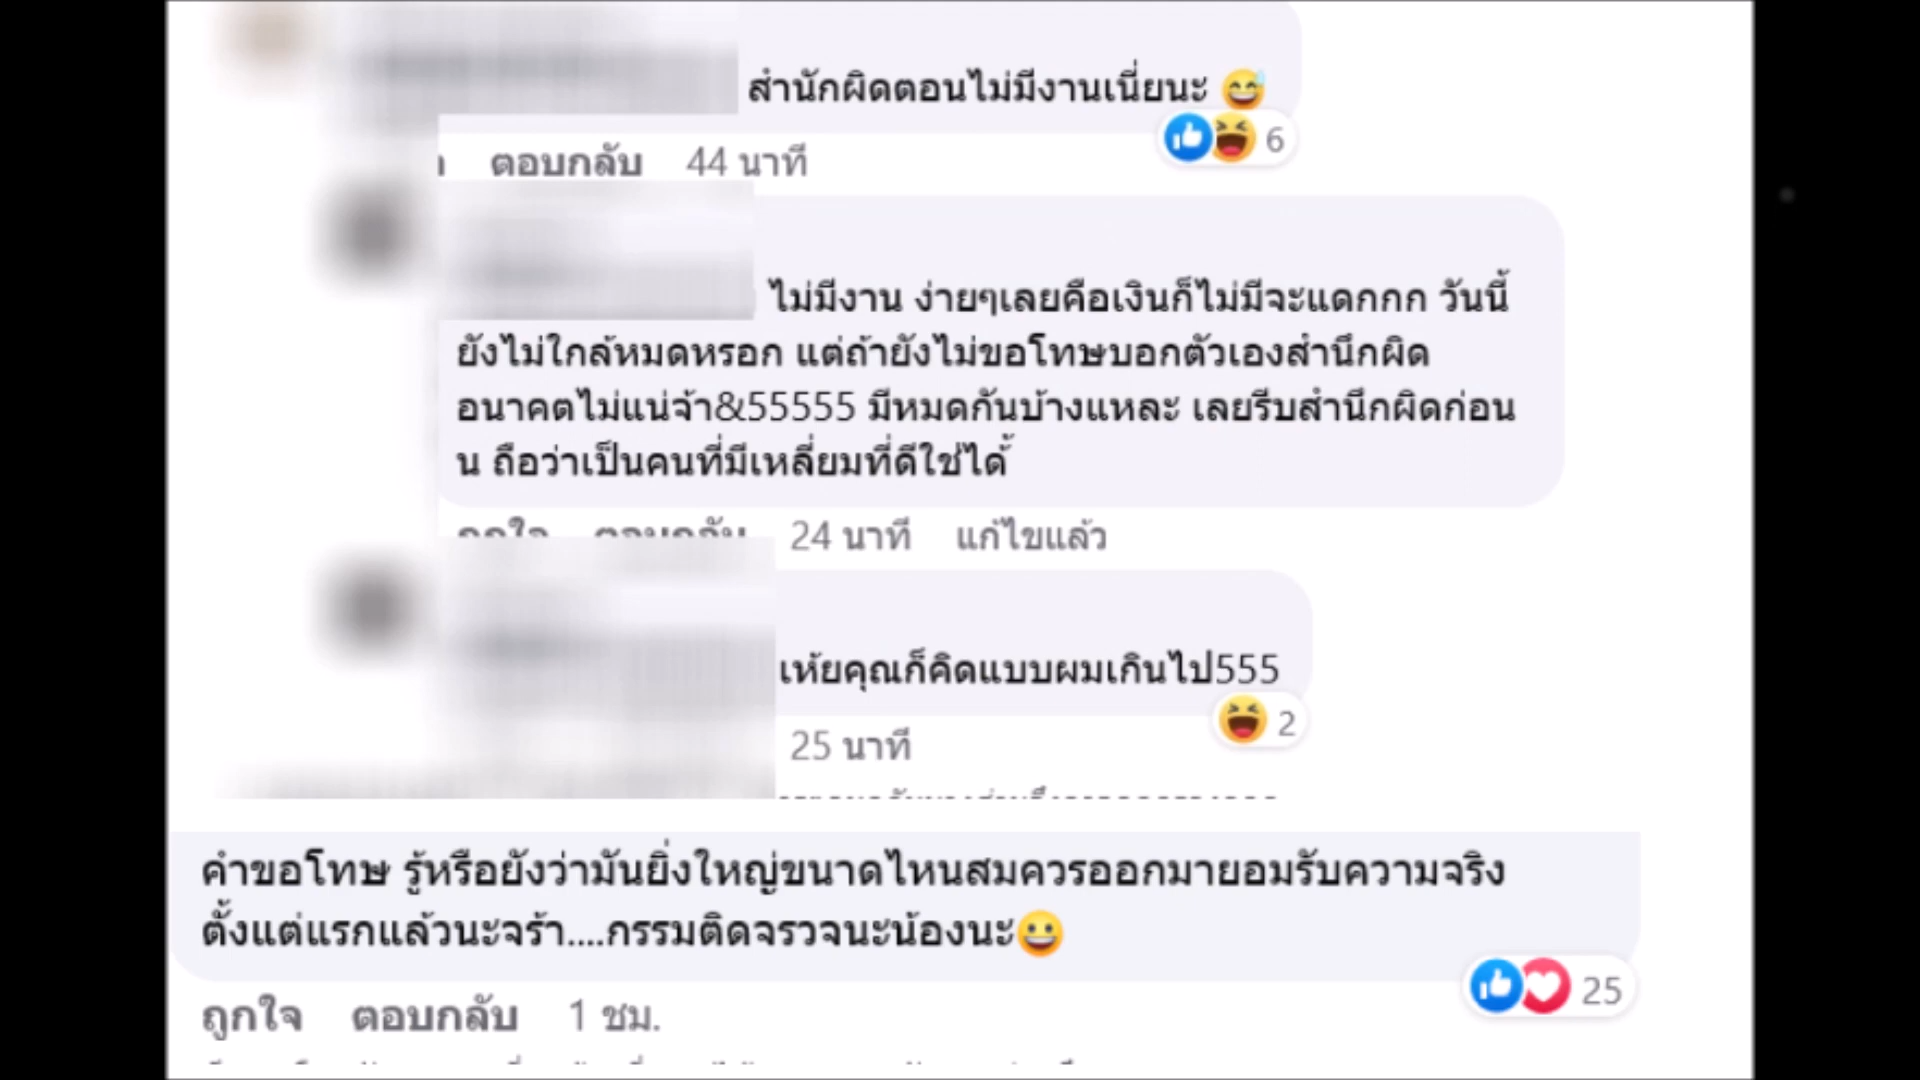 สำนักผิดตอนไม่มีงานเนี่ยนะ 😅
6
ตอบกลับ 44 นาที
ไม่มีงาน ง่ายๆเลยคือเงินก็ไม่มีจะแดกกก วันนี้
ยังไม่ใกล้หมดหรอก แต่ถ้ายังไม่ขอโทษบอกตัวเองสำนึกผิด
อนาคตไม่แน่จ้า&55555 มีหมดกันบ้างแหละ เลยรีบสำนึกผิดก่อน
น ถือว่าเป็นคนที่มีเหลี่ยมที่ดีใช่ได้
ถูกใจ ตอบกลับ 24 นาที แก้ไขแล้ว
เห้ยคุณก็คิดแบบผมเกินไป555
2
25 นาที
คำขอโทษ รู้หรือยังว่ามันยิ่งใหญ่ขนาดไหนสมควรออกมายอมรับความจริง
ตั้งแต่แรกแล้วนะจร้า....กรรมติดจรวจนะน้องนะ😀
25
ถูกใจ ตอบกลับ 1 ชม.